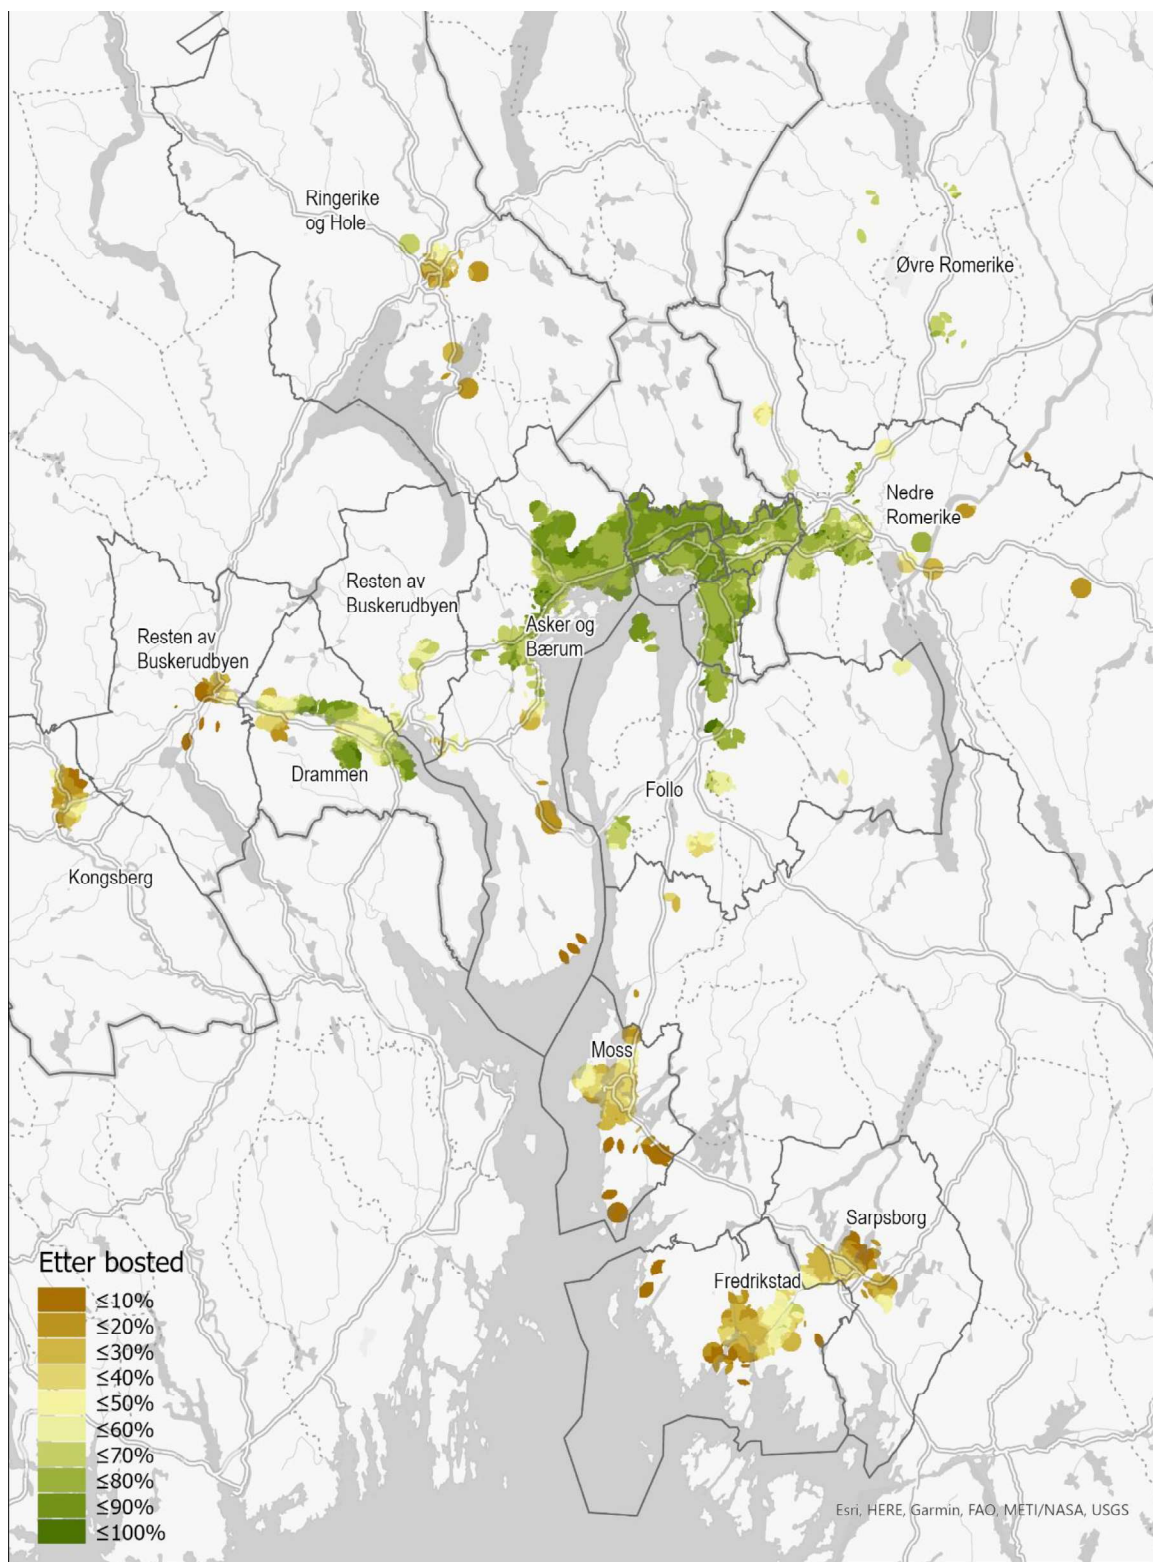 Ringerike
og Hole
Øvre Romerike
Nedre
Romerike
Resten av
Buskerudbyen
Asker og
Bærum
Resten av
Buskerudbyen
Drammen
Follo
Kongsberg
Moss
Sarpsborg
Fredrikstad
Etter bosted
≤10%
≤20%
≤30%
≤40%
≤50%
≤60%
≤70%
≤80%
≤90%
≤100%
Esri, HERE, Garmin, FAO, METI/NASA, USGS